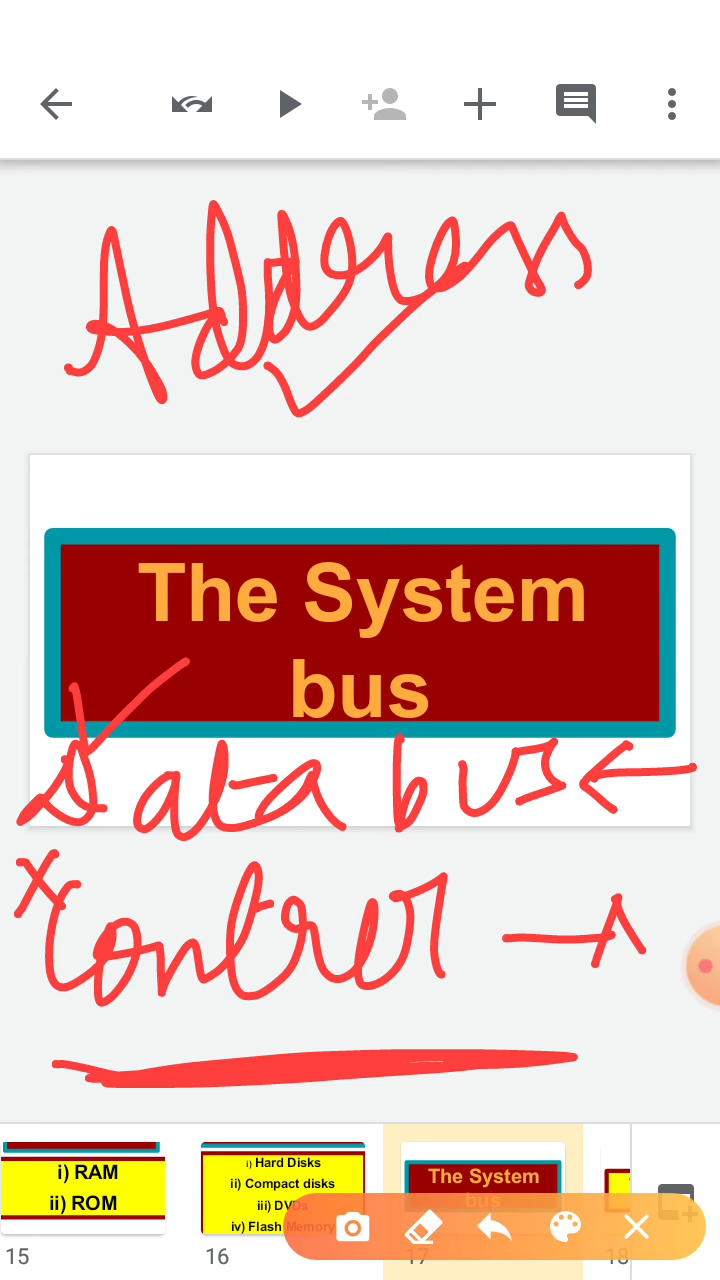 Address
The System
bus
Data bus
Control
i) RAM
ii) ROM
i) Hard Disks
ii) Compact disks
iii) DVDs
iv) Flash Memory
The System
bus
15
16
17
18